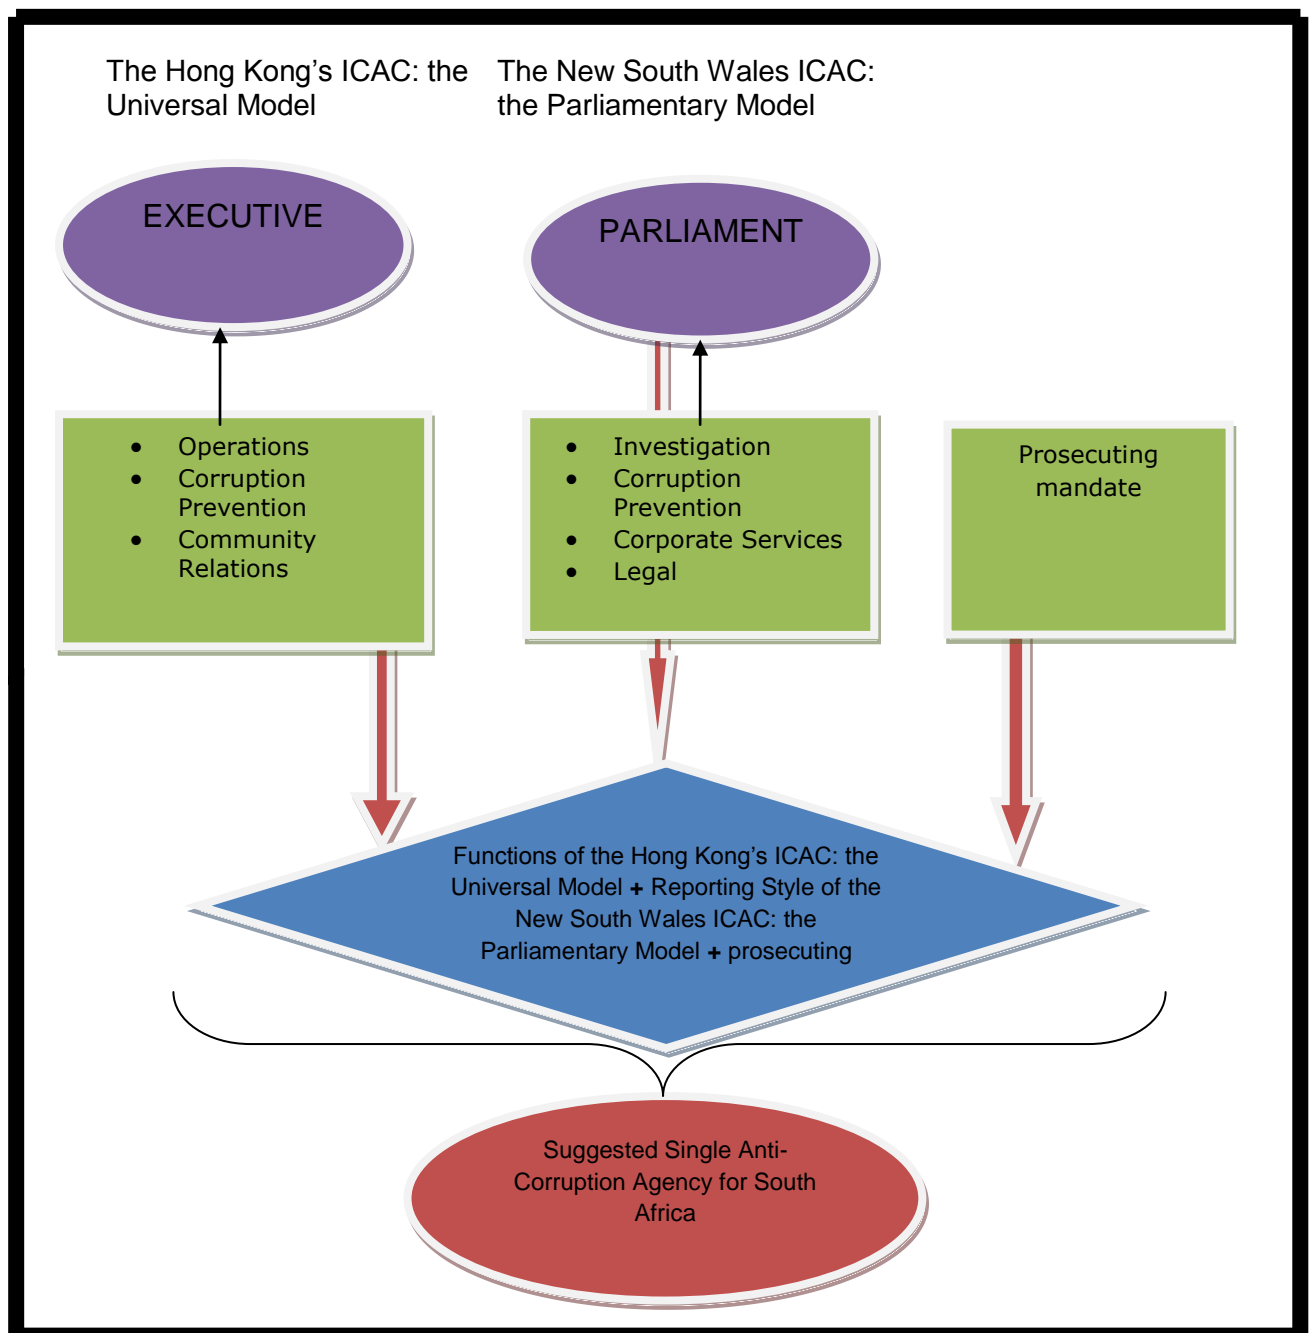 The Hong Kong's ICAC: the
Universal Model
The New South Wales ICAC:
the Parliamentary Model
EXECUTIVE
PARLIAMENT
• Operations
• Corruption
Prevention
• Community
Relations
• Investigation
• Corruption
Prevention
• Corporate Services
• Legal
Prosecuting
mandate
Functions of the Hong Kong's ICAC: the
Universal Model + Reporting Style of the
New South Wales ICAC: the
Parliamentary Model + prosecuting
Suggested Single Anti-
Corruption Agency for South
Africa